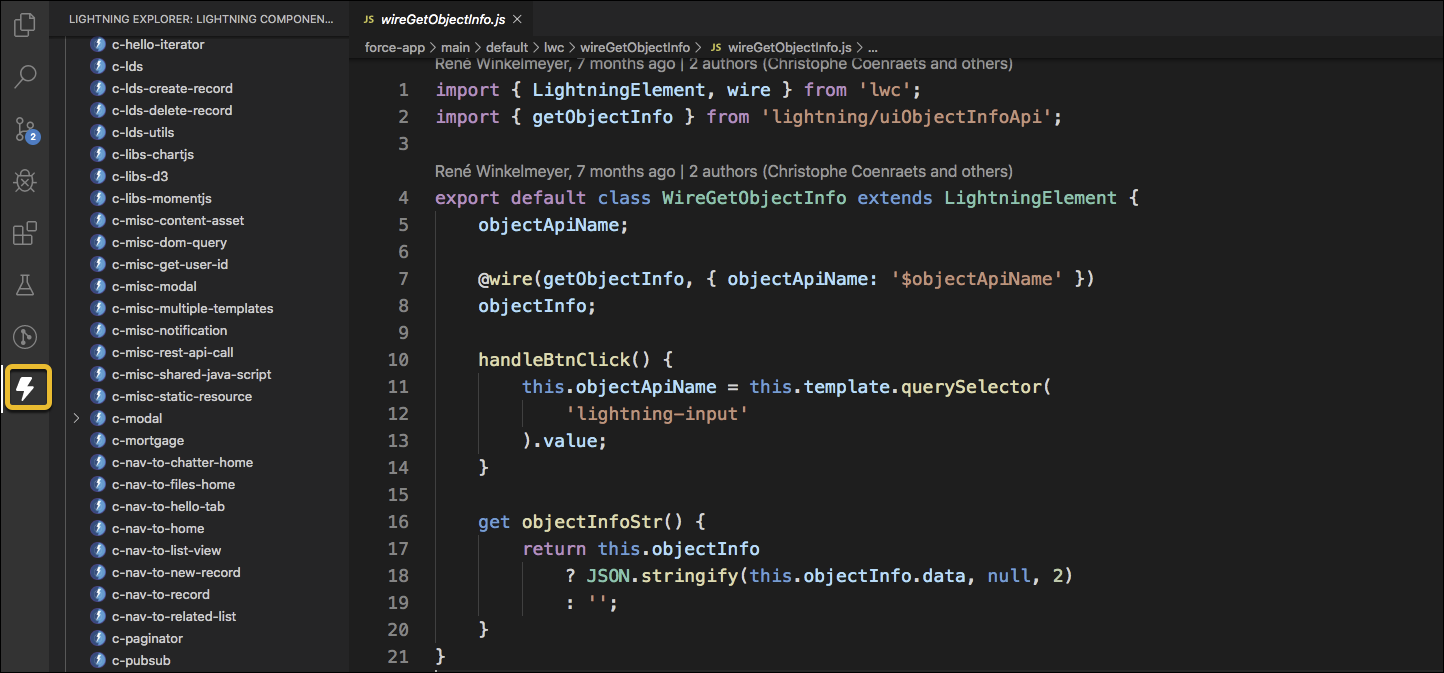 LIGHTNING EXPLORER: LIGHTNING COMPONEN...
c-hello-iterator
c-lds
c-lds-create-record
c-lds-delete-record
c-lds-utils
c-libs-chartjs
c-libs-d3
c-libs-momentjs
c-misc-content-asset
c-misc-dom-query
c-misc-get-user-id
c-misc-modal
c-misc-multiple-templates
c-misc-notification
c-misc-rest-api-call
c-misc-shared-java-script
c-misc-static-resource
c-modal
c-mortgage
c-nav-to-chatter-home
c-nav-to-files-home
c-nav-to-hello-tab
c-nav-to-home
c-nav-to-list-view
c-nav-to-new-record
c-nav-to-record
c-nav-to-related-list
c-paginator
c-pubsub
2
JS wireGetObjectInfo.js ×
force-app > main > default > lwc > wireGetObjectInfo > JS wireGetObjectInfo.js > ...
René Winkelmeyer, 7 months ago | 2 authors (Christophe Coenraets and others)
1 import { LightningElement, wire } from 'lwc';
2 import { getObjectInfo } from 'lightning/uiObjectInfoApi';
3
René Winkelmeyer, 7 months ago | 2 authors (Christophe Coenraets and others)
4 export default class WireGetObjectInfo extends LightningElement {
5 objectApiName;
6
7 @wire(getObjectInfo, { objectApiName: '$objectApiName' })
8 objectInfo;
9
10 handleBtnClick() {
11 this.objectApiName = this.template.querySelector(
12 'lightning-input'
13 ).value;
14 }
15
16 get objectInfoStr() {
17 return this.objectInfo
18 ? JSON.stringify(this.objectInfo.data, null, 2)
19 : '';
20 }
21 }